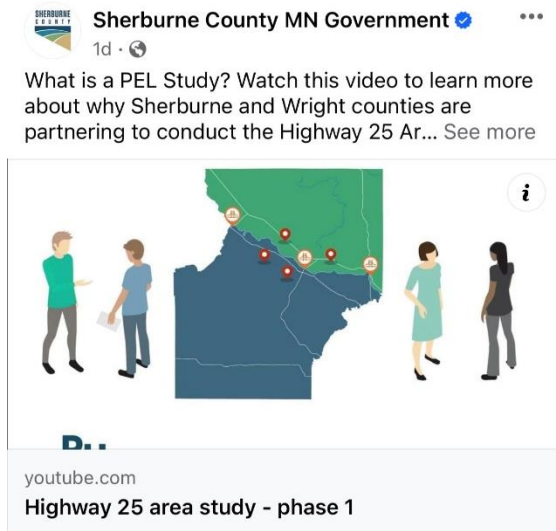 SHERBURNE
COUNTY
Sherburne County MN Government
1d ·
What is a PEL Study? Watch this video to learn more
about why Sherburne and Wright counties are
partnering to conduct the Highway 25 Ar... See more
i
youtube.com
Highway 25 area study - phase 1